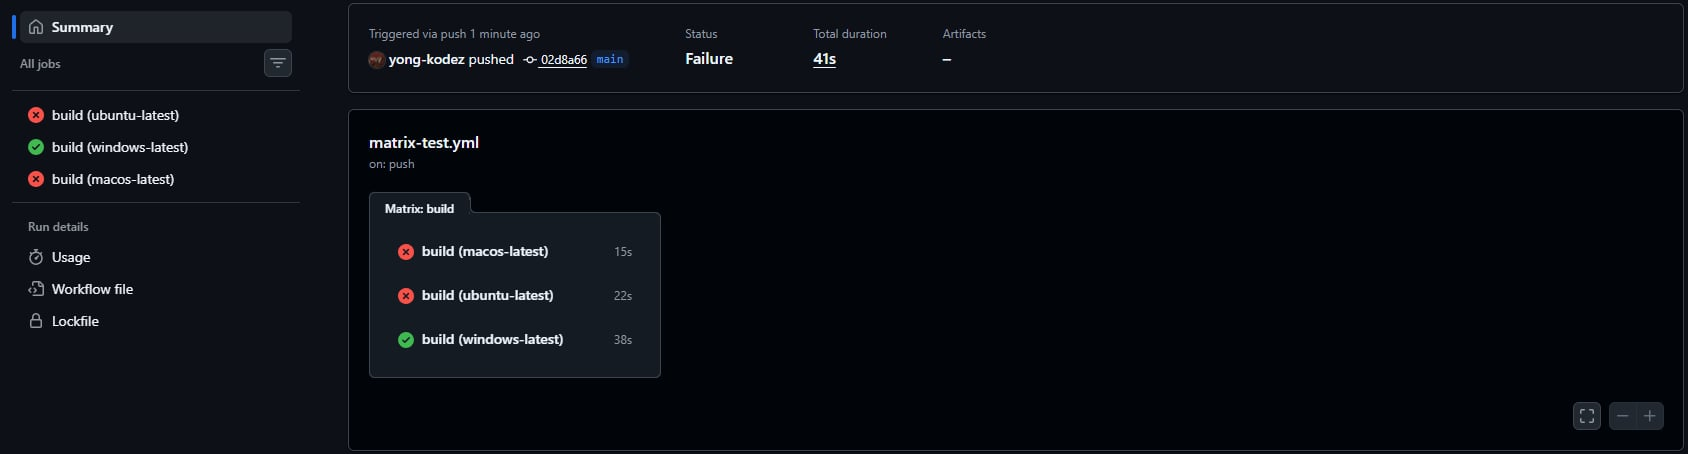 Summary
All jobs
build (ubuntu-latest)
build (windows-latest)
build (macos-latest)
Run details
Usage
Workflow file
Lockfile
Triggered via push 1 minute ago
yong-kodez pushed 02d8a66 main
Status
Failure
Total duration
41s
Artifacts
–
matrix-test.yml
on: push
Matrix: build
build (macos-latest) 15s
build (ubuntu-latest) 22s
build (windows-latest) 38s